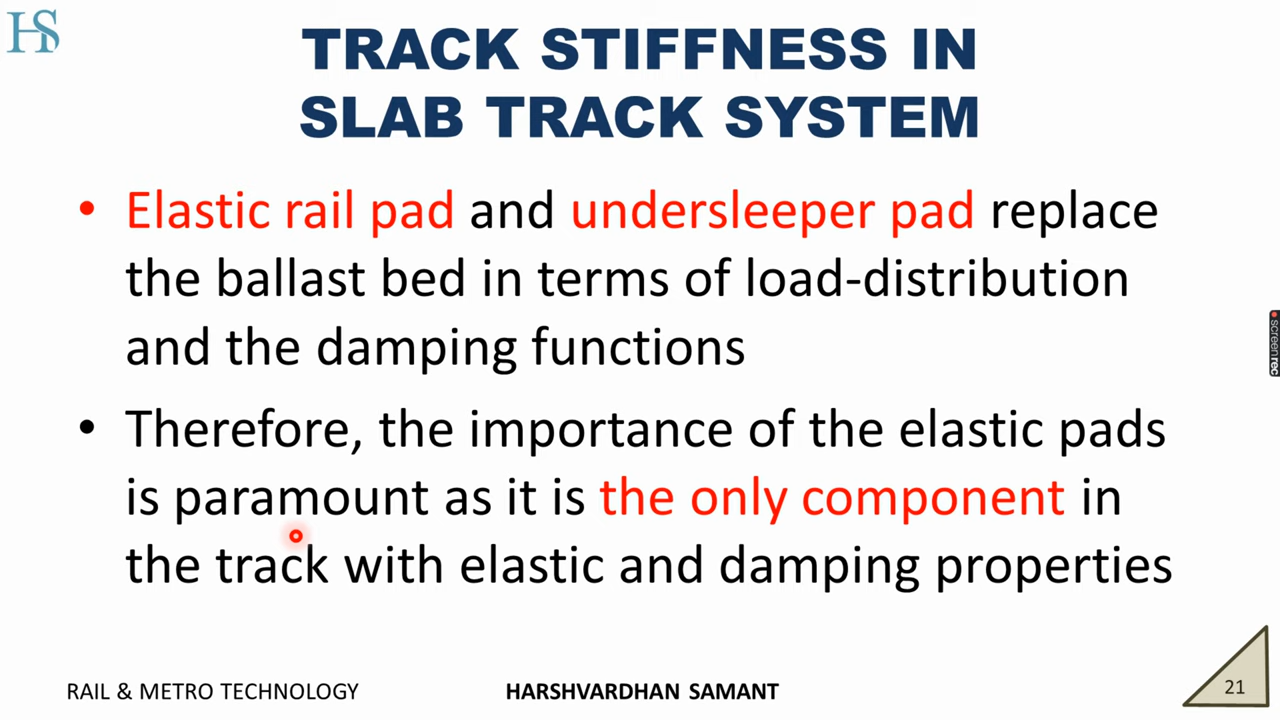 HS
TRACK STIFFNESS IN
SLAB TRACK SYSTEM
• Elastic rail pad and undersleeper pad replace
the ballast bed in terms of load-distribution
and the damping functions
• Therefore, the importance of the elastic pads
is paramount as it is the only component in
the track with elastic and damping properties
screenrec
RAIL & METRO TECHNOLOGY
HARSHVARDHAN SAMANT
21